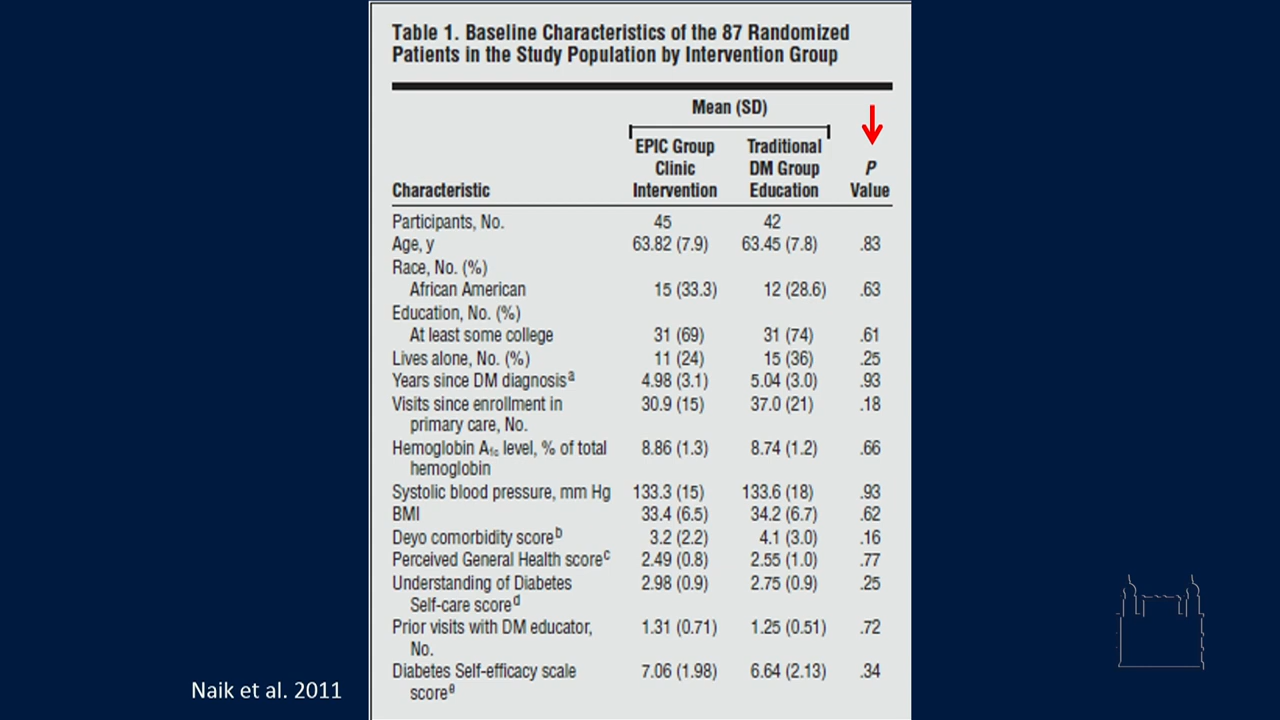 Table 1. Baseline Characteristics of the 87 Randomized
Patients in the Study Population by Intervention Group
Mean (SD)
EPIC Group Clinic Intervention Traditional DM Group Education P Value
Characteristic
Participants, No. 45 42
Age, y 63.82 (7.9) 63.45 (7.8) .83
Race, No. (%)
African American 15 (33.3) 12 (28.6) .63
Education, No. (%)
At least some college 31 (69) 31 (74) .61
Lives alone, No. (%) 11 (24) 15 (36) .25
Years since DM diagnosisᵃ 4.98 (3.1) 5.04 (3.0) .93
Visits since enrollment in 30.9 (15) 37.0 (21) .18
primary care, No.
Hemoglobin A₁c level, % of total 8.86 (1.3) 8.74 (1.2) .66
hemoglobin
Systolic blood pressure, mm Hg 133.3 (15) 133.6 (18) .93
BMI 33.4 (6.5) 34.2 (6.7) .62
Deyo comorbidity scoreᵇ 3.2 (2.2) 4.1 (3.0) .16
Perceived General Health scoreᶜ 2.49 (0.8) 2.55 (1.0) .77
Understanding of Diabetes 2.98 (0.9) 2.75 (0.9) .25
Self-care scoreᵈ
Prior visits with DM educator, 1.31 (0.71) 1.25 (0.51) .72
No.
Diabetes Self-efficacy scale 7.06 (1.98) 6.64 (2.13) .34
scoreᵉ
Naik et al. 2011